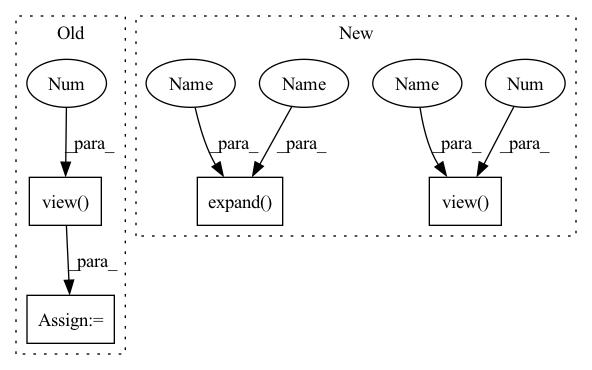 Old
New
Num
Name
Name
Name
Num
_para_
_para_
_para_
_para_
_para_
view()
expand()
view()
_para_
Assign:=